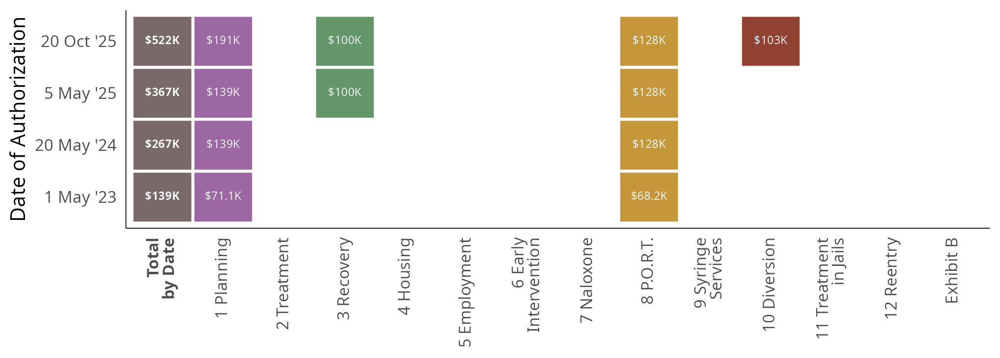 Date of Authorization
20 Oct '25 $522K $191K $100K $128K $103K
5 May '25 $367K $139K $100K $128K
20 May '24 $267K $139K $128K
1 May '23 $139K $71.1K $68.2K
Total
by Date
1 Planning
2 Treatment
3 Recovery
4 Housing
5 Employment
6 Early
Intervention
7 Naloxone
8 P.O.R.T.
9 Syringe
Services
10 Diversion
11 Treatment
in Jails
12 Reentry
Exhibit B